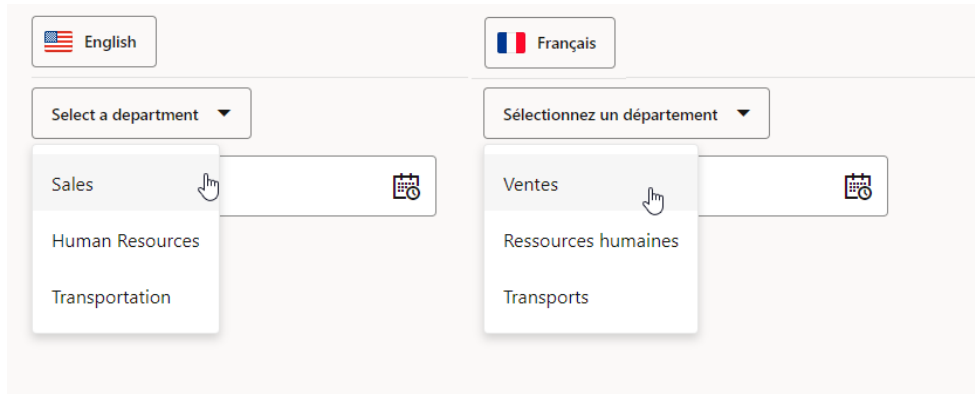 English
Select a department
Sales
Human Resources
Transportation
Français
Sélectionnez un département
Ventes
Ressources humaines
Transports